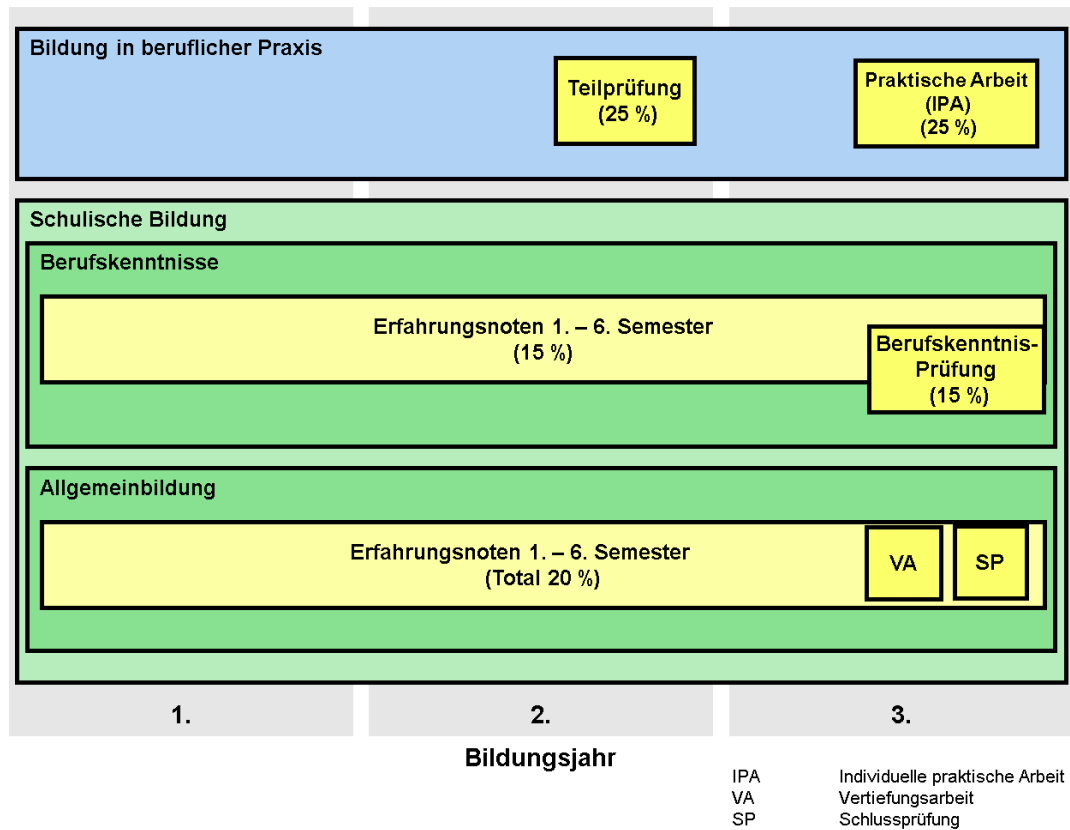 Bildung in beruflicher Praxis
Teilprüfung
(25 %)
Praktische Arbeit
(IPA)
(25 %)
Schulische Bildung
Berufskenntnisse
Erfahrungsnoten 1. – 6. Semester
(15 %)
Berufskenntnis-
Prüfung
(15 %)
Allgemeinbildung
Erfahrungsnoten 1. – 6. Semester
(Total 20 %)
VA
SP
1.
2.
3.
Bildungsjahr
IPA Individuelle praktische Arbeit
VA Vertiefungsarbeit
SP Schlussprüfung